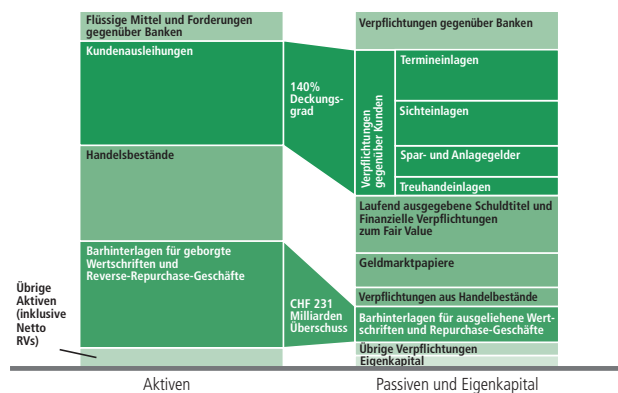 Flüssige Mittel und Forderungen
gegenüber Banken
Kundenausleihungen
Handelsbestände
Barhinterlagen für geborgte
Wertschriften und
Reverse-Repurchase-Geschäfte
Übrige
Aktiven
(inklusive
Netto
RVs)
140%
Deckungs-
grad
CHF 231
Milliarden
Überschuss
Verpflichtungen gegenüber Banken
Verpflichtungen
gegenüber Kunden
Termineinlagen
Sichteinlagen
Spar- und Anlagegelder
Treuhandeinlagen
Laufend ausgegebene Schuldtitel und
Finanzielle Verpflichtungen
zum Fair Value
Geldmarktpapiere
Verpflichtungen aus Handelbestände
Barhinterlagen für ausgeliehene Wert-
schriften und Repurchase-Geschäfte
Übrige Verpflichtungen
Eigenkapital
Aktiven
Passiven und Eigenkapital